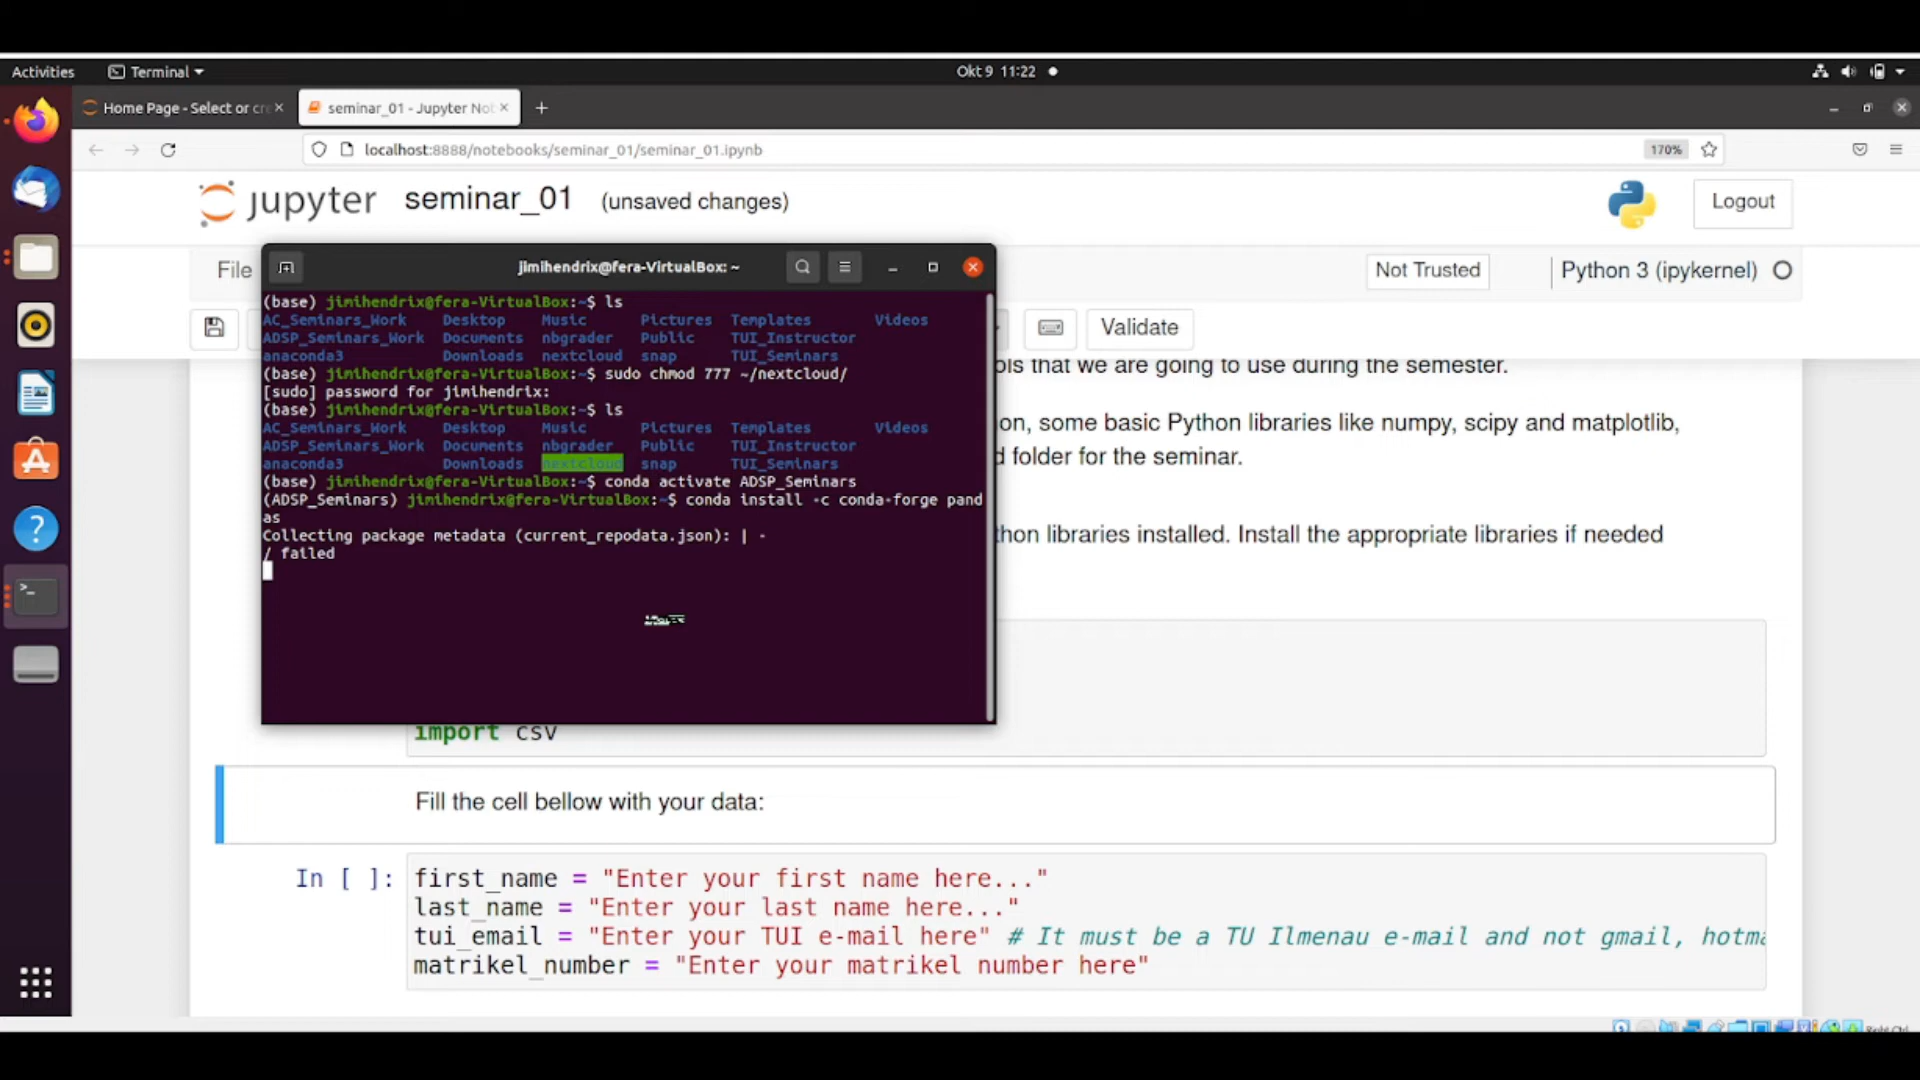 Activities
Terminal
Okt 9 11:22
Home Page - Select or cr
seminar_01 - Jupyter Not
localhost:8888/notebooks/seminar_01/seminar_01.ipynb
170%
jupyter
seminar_01
(unsaved changes)
Logout
File
Not Trusted
Python 3 (ipykernel)
Validate
jimihendrix@fera-VirtualBox: ~
(base) jimihendrix@fera-VirtualBox:~$ ls
AC_Seminars_Work Desktop Music Pictures Templates Videos
ADSP_Seminars_Work Documents nbgrader Public TUI_Instructor
anaconda3 Downloads nextcloud snap TUI_Seminars
(base) jimihendrix@fera-VirtualBox:~$ sudo chmod 777 ~/nextcloud/
[sudo] password for jimihendrix:
(base) jimihendrix@fera-VirtualBox:~$ ls
AC_Seminars_Work Desktop Music Pictures Templates Videos
ADSP_Seminars_Work Documents nbgrader Public TUI_Instructor
anaconda3 Downloads nextcloud snap TUI_Seminars
(base) jimihendrix@fera-VirtualBox:~$ conda activate ADSP_Seminars
(ADSP_Seminars) jimihendrix@fera-VirtualBox:~$ conda install -c conda-forge pand
as
Collecting package metadata (current_repodata.json): | -
/ failed
ols that we are going to use during the semester.
on, some basic Python libraries like numpy, scipy and matplotlib,
d folder for the seminar.
thon libraries installed. Install the appropriate libraries if needed
import csv
Fill the cell bellow with your data:
In [ ]:
first_name = "Enter your first name here..."
last_name = "Enter your last name here..."
tui_email = "Enter your TUI e-mail here" # It must be a TU Ilmenau e-mail and not gmail, hotma
matrikel_number = "Enter your matrikel number here"
Right Ctrl